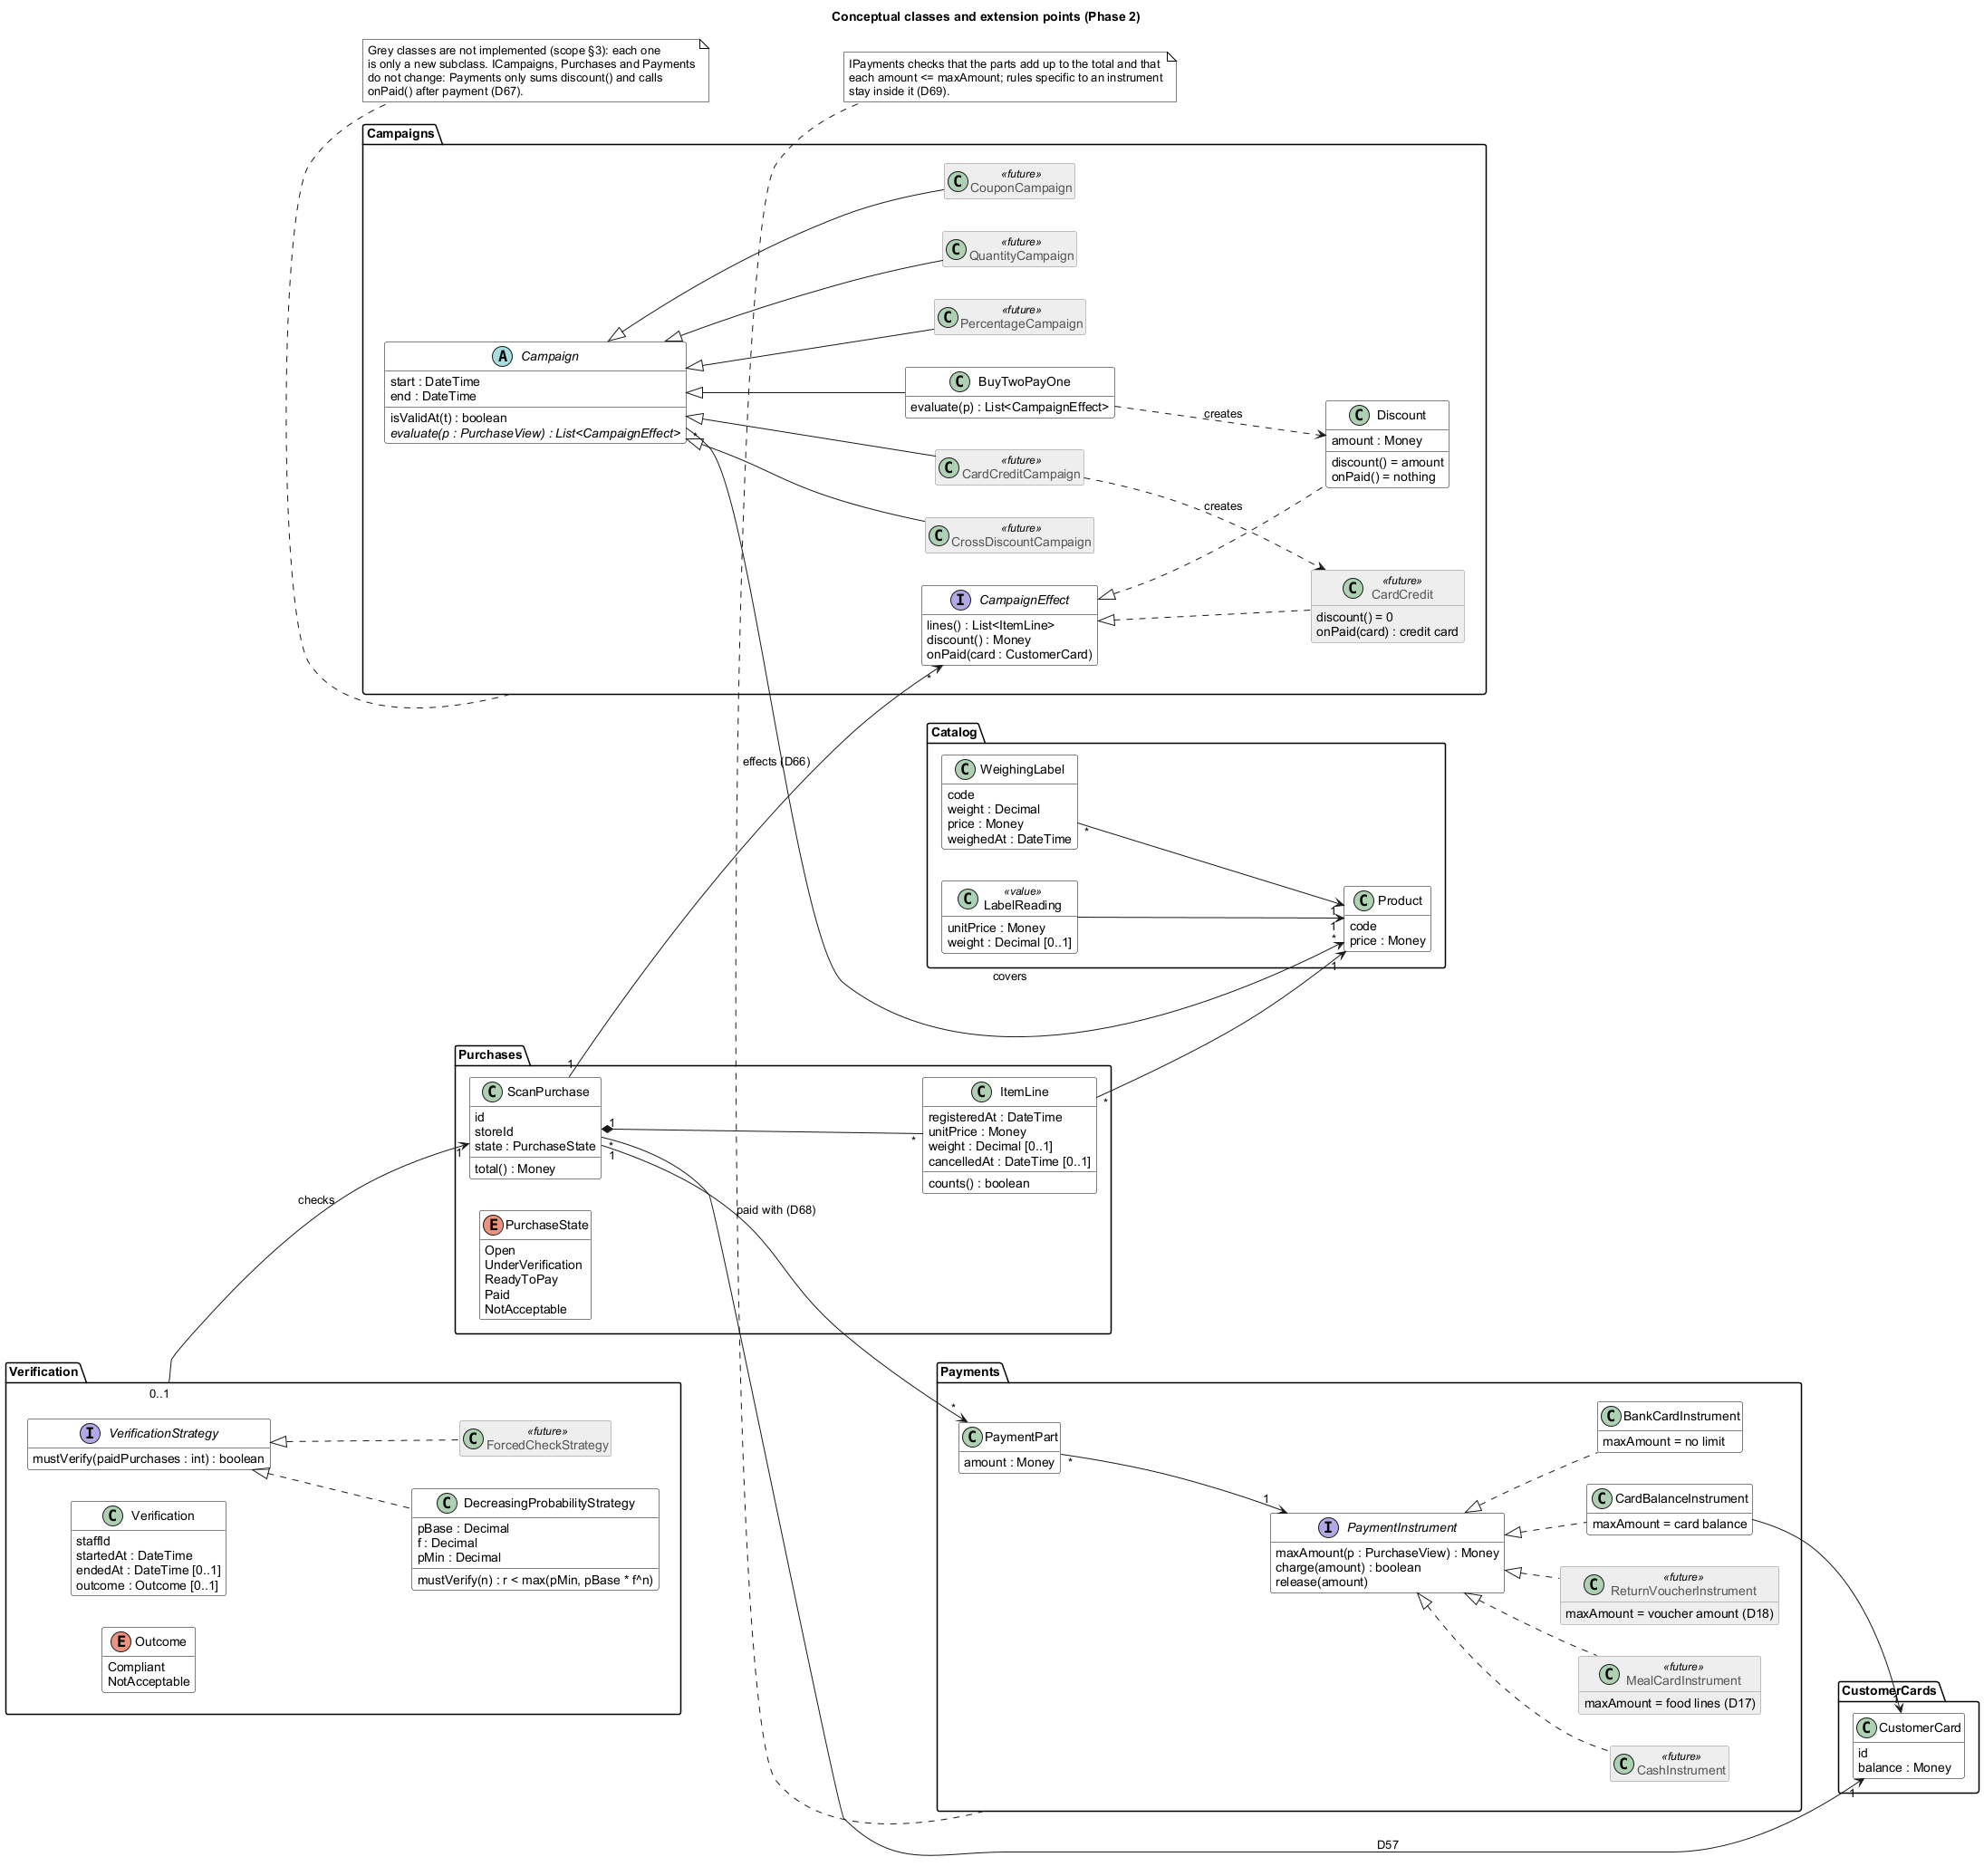 Conceptual classes and extension points (Phase 2)
Grey classes are not implemented (scope §3): each one
is only a new subclass. ICampaigns, Purchases and Payments
do not change: Payments only sums discount() and calls
onPaid() after payment (D67).
IPayments checks that the parts add up to the total and that
each amount <= maxAmount; rules specific to an instrument
stay inside it (D69).
Campaigns
C
«future»
CouponCampaign
C
«future»
QuantityCampaign
C
«future»
PercentageCampaign
A
Campaign
start : DateTime
end : DateTime
isValidAt(t) : boolean
evaluate(p : PurchaseView) : List<CampaignEffect>
C
BuyTwoPayOne
evaluate(p) : List<CampaignEffect>
creates
C
Discount
amount : Money
discount() = amount
onPaid() = nothing
*
C
«future»
CardCreditCampaign
creates
C
«future»
CrossDiscountCampaign
I
CampaignEffect
lines() : List<ItemLine>
discount() : Money
onPaid(card : CustomerCard)
C
«future»
CardCredit
discount() = 0
onPaid(card) : credit card
*
effects (D66)
Catalog
C
WeighingLabel
code
weight : Decimal
price : Money
weighedAt : DateTime
*
C
«value»
LabelReading
unitPrice : Money
weight : Decimal [0..1]
C
Product
code
price : Money
1
1
*
1
covers
Purchases
1
C
ScanPurchase
id
storeId
state : PurchaseState
total() : Money
1
*
1
*
1
C
ItemLine
registeredAt : DateTime
unitPrice : Money
weight : Decimal [0..1]
cancelledAt : DateTime [0..1]
counts() : boolean
*
E
PurchaseState
Open
UnderVerification
ReadyToPay
Paid
NotAcceptable
checks
paid with (D68)
Verification
0..1
I
VerificationStrategy
mustVerify(paidPurchases : int) : boolean
C
«future»
ForcedCheckStrategy
C
DecreasingProbabilityStrategy
pBase : Decimal
f : Decimal
pMin : Decimal
mustVerify(n) : r < max(pMin, pBase * f^n)
C
Verification
staffId
startedAt : DateTime
endedAt : DateTime [0..1]
outcome : Outcome [0..1]
E
Outcome
Compliant
NotAcceptable
Payments
*
C
PaymentPart
amount : Money
*
1
I
PaymentInstrument
maxAmount(p : PurchaseView) : Money
charge(amount) : boolean
release(amount)
C
BankCardInstrument
maxAmount = no limit
C
CardBalanceInstrument
maxAmount = card balance
C
«future»
ReturnVoucherInstrument
maxAmount = voucher amount (D18)
C
«future»
MealCardInstrument
maxAmount = food lines (D17)
C
«future»
CashInstrument
CustomerCards
1
C
CustomerCard
id
balance : Money
1
D57